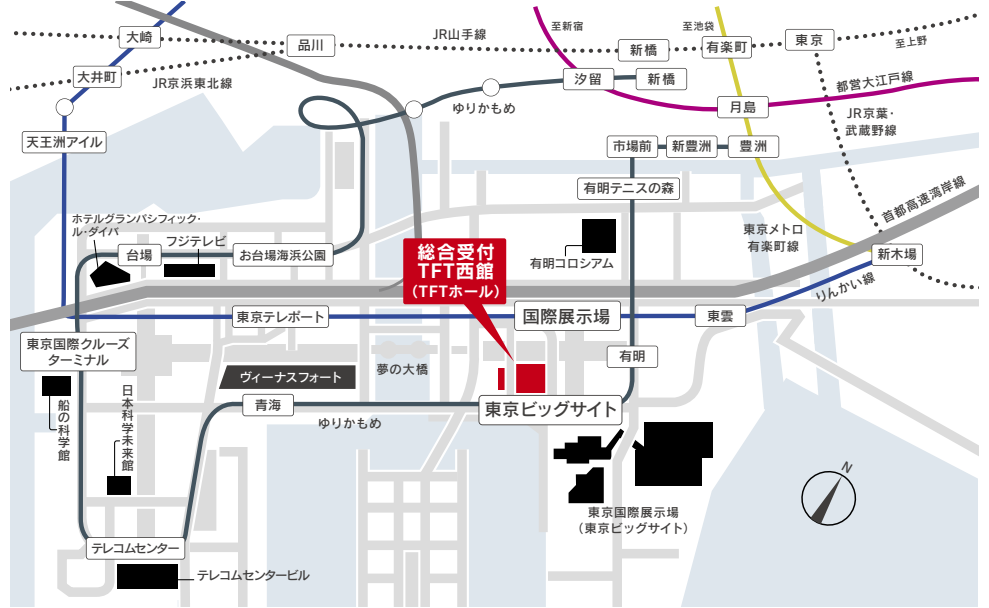 至新宿
至池袋
大崎
品川
JR山手線
新橋
有楽町
東京
至上野
大井町
JR京浜東北線
汐留
新橋
都営大江戸線
ゆりかもめ
月島
JR京葉・
武蔵野線
天王洲アイル
市場前
新豊洲
豊洲
有明テニスの森
首都高速湾岸線
ホテルグランパシフィック・
ル・ダイバ
フジテレビ
台場
お台場海浜公園
総合受付
TFT西館
(TFTホール)
有明コロシアム
東京メトロ
有楽町線
新木場
りんかい線
東京テレポート
国際展示場
東雲
東京国際クルーズ
ターミナル
有明
夢の大橋
ヴィーナスフォート
船の科学館
日本科学未来館
青海
ゆりかもめ
東京ビッグサイト
N
東京国際展示場
(東京ビッグサイト)
テレコムセンター
テレコムセンタービル